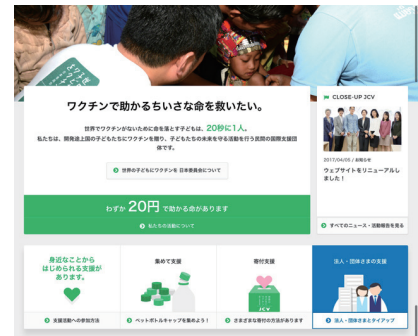 ワクチンで助かるちいさな命を救いたい。
世界でワクチンがないために命を落とす子どもは、20秒に1人。
私たちは、開発途上国の子どもたちにワクチンを贈り、子どもたちの未来を守る活動を行う民間の国際支援団
体です。
世界の子どもにワクチンを 日本委員会について
わずか 20円 で助かる命があります
私たちの活動について
CLOSE-UP JCV
2017/04/05 / お知らせ
ウェブサイトをリニューアルし
ました！
すべてのニュース・活動報告を見る
身近なことから
はじめられる支援が
あります。
支援活動への参加方法
集めて支援
ペットボトルキャップを集めよう！
寄付支援
JCV
さまざまな寄付の方法があります
法人・団体さまの支援
法人・団体さまとタイアップ